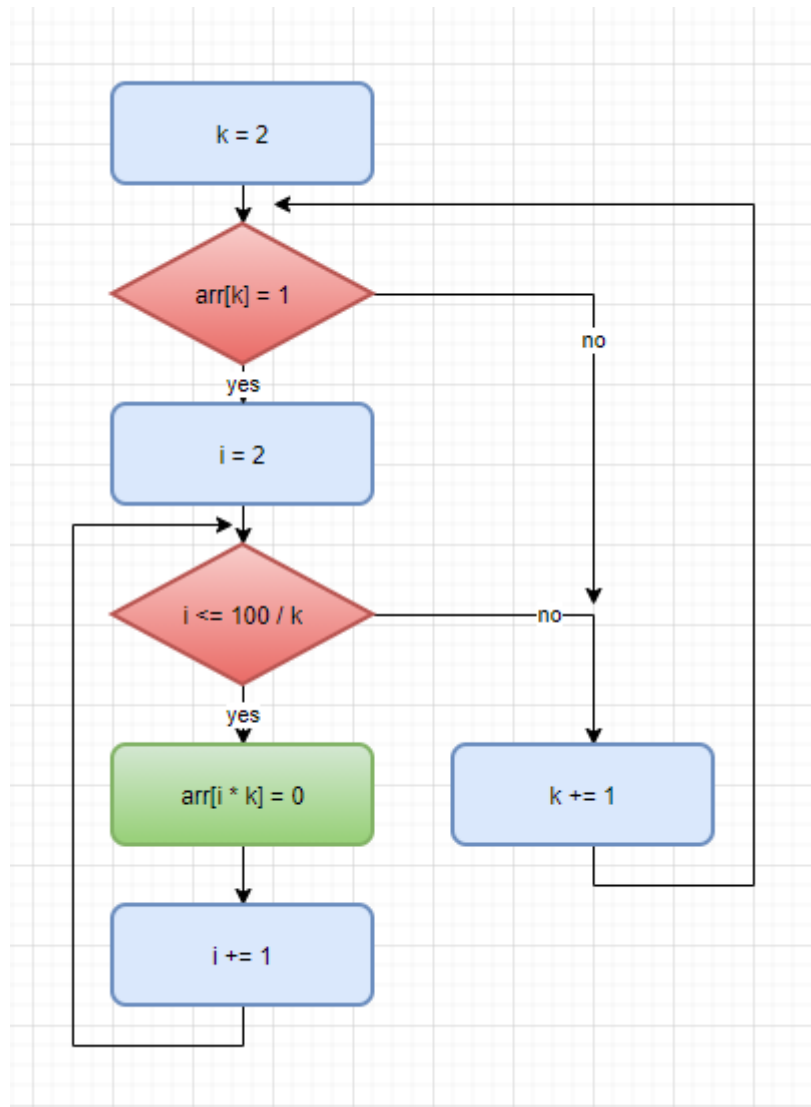 k = 2
arr[k] = 1
no
yes
i = 2
i <= 100 / k
no
yes
arr[i * k] = 0
k += 1
i += 1